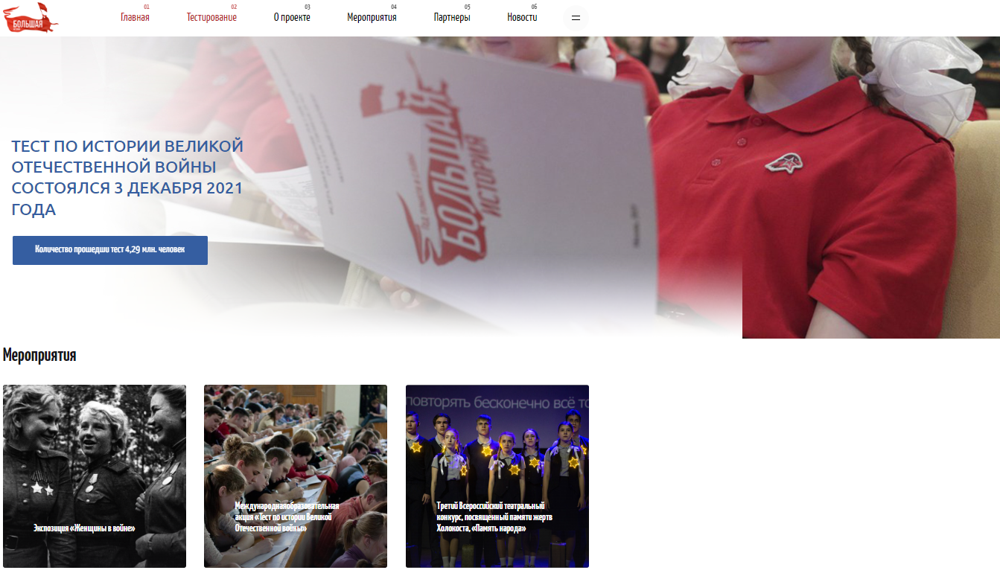 БОЛЬШАЯ
01
Главная
02
Тестирование
03
О проекте
04
Мероприятия
05
Партнеры
06
Новости
БОЛЬШАЯ
ИСТОРИЯ
ТЕСТ ПО ИСТОРИИ ВЕЛИКОЙ
ОТЕЧЕСТВЕННОЙ ВОЙНЫ
СОСТОЯЛСЯ 3 ДЕКАБРЯ 2021
ГОДА
Количество прошедши тест 4,29 млн. человек
Мероприятия
Экспозиция «Женщины в войне»
Международнаяобразовательная
акция «Тест по истории Великой
Отечественной войны»
повторять бесконечно всё то
Третий Всероссийский театральный
конкурс, посвященный памяти жертв
Холокоста, «Память народа»